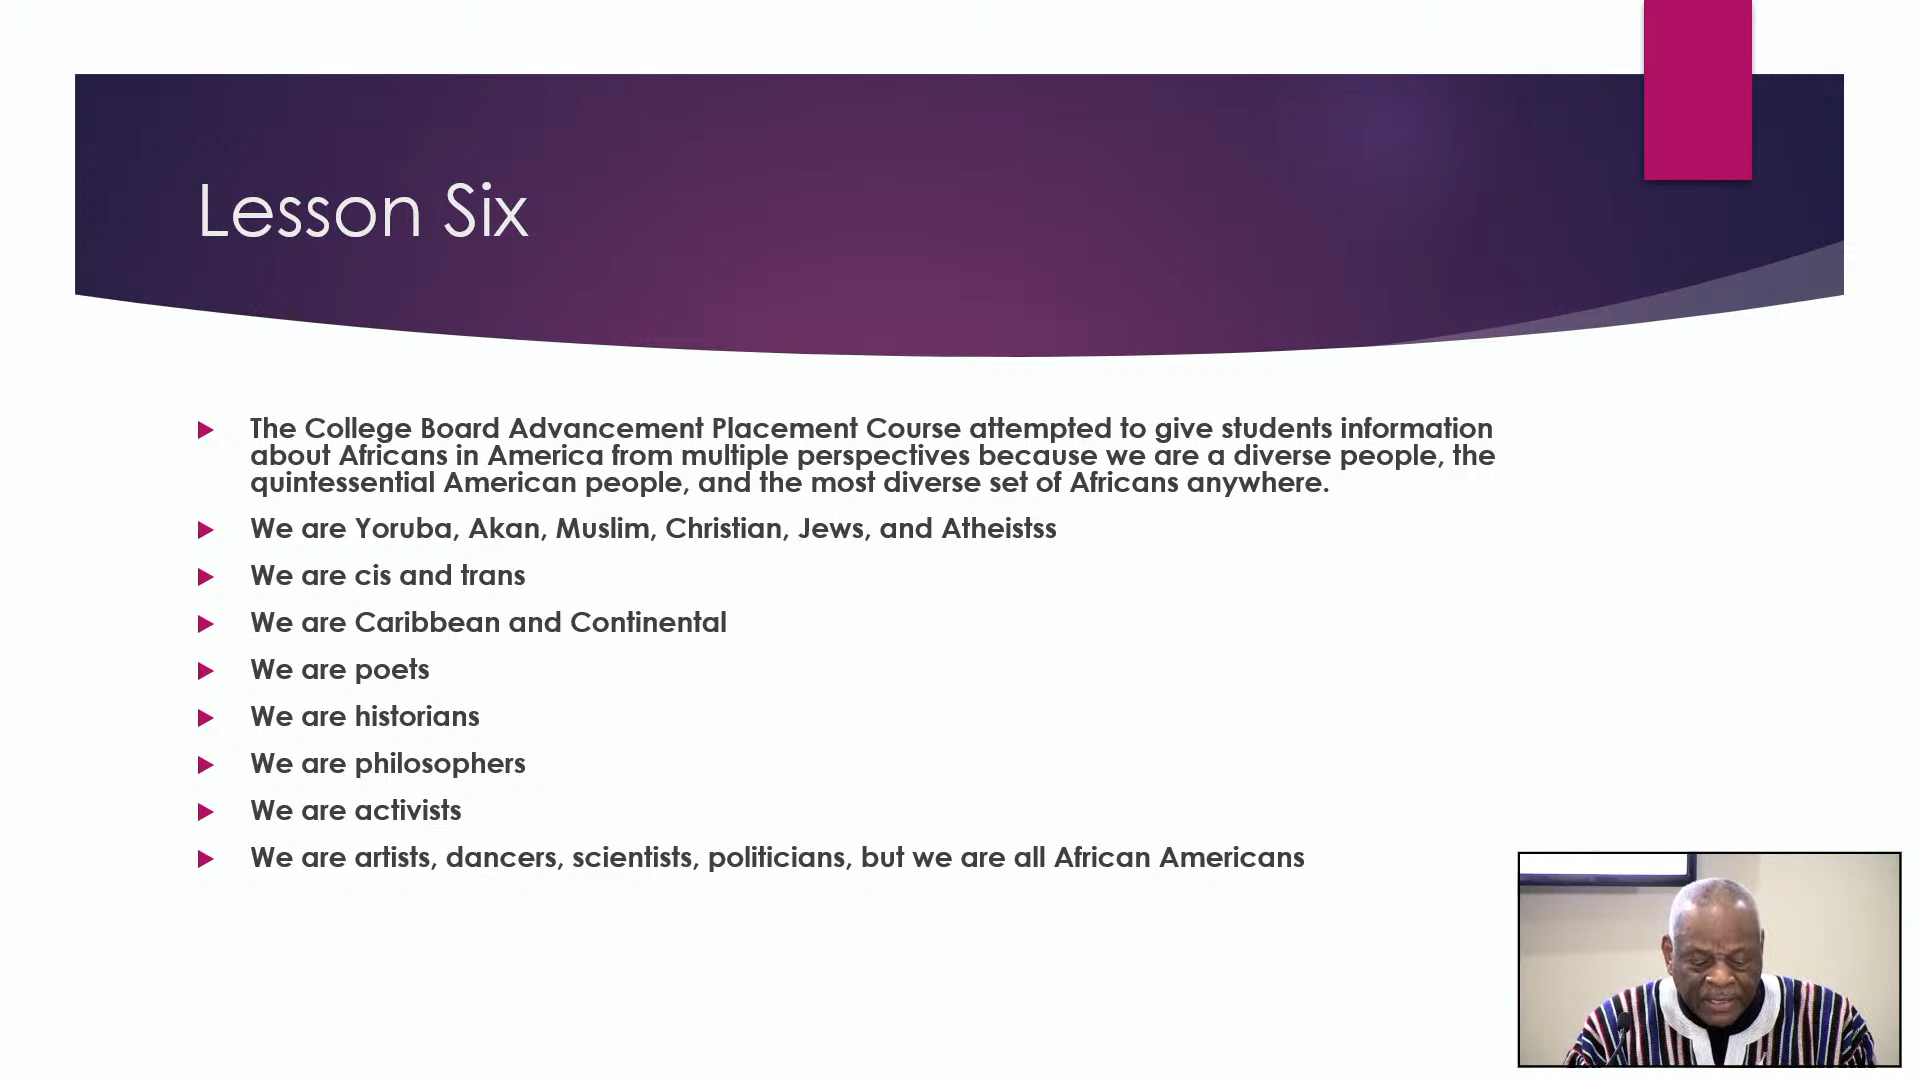 Lesson Six
The College Board Advancement Placement Course attempted to give students information
about Africans in America from multiple perspectives because we are a diverse people, the
quintessential American people, and the most diverse set of Africans anywhere.
We are Yoruba, Akan, Muslim, Christian, Jews, and Atheistss
We are cis and trans
We are Caribbean and Continental
We are poets
We are historians
We are philosophers
We are activists
We are artists, dancers, scientists, politicians, but we are all African Americans